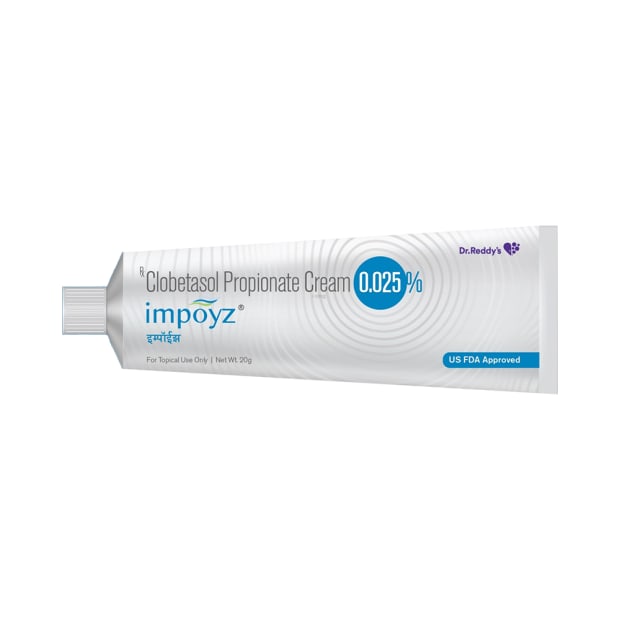 ℞ Clobetasol Propionate Cream 0.025%
impoyz®
इम्पॉईझ
For Topical Use Only | Net Wt. 20g
Dr.Reddy's
US FDA Approved